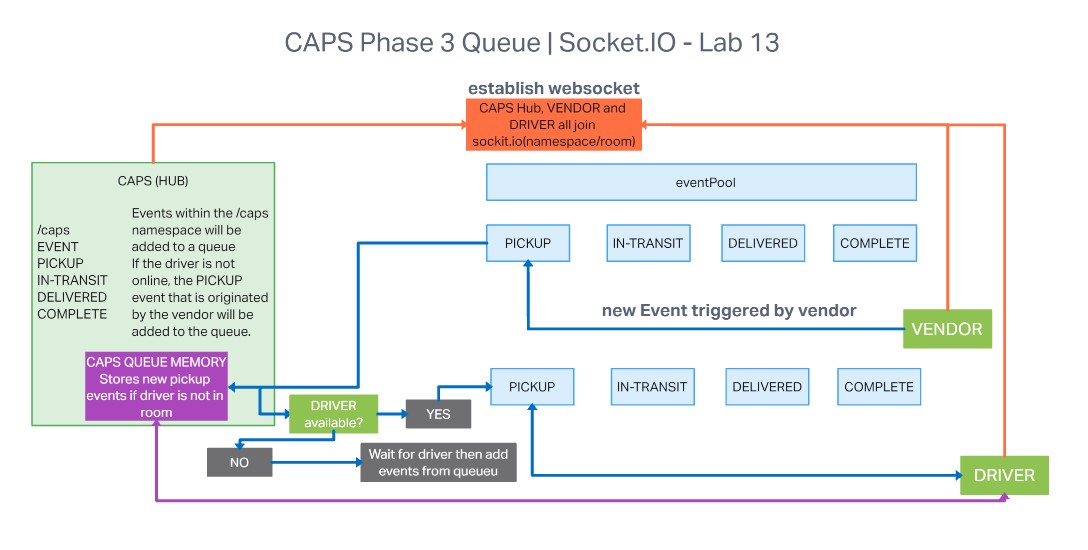 CAPS Phase 3 Queue | Socket.IO - Lab 13
establish websocket
CAPS Hub, VENDOR and
DRIVER all join
sockit.io(namespace/room)
CAPS (HUB)
/caps
EVENT
PICKUP
IN-TRANSIT
DELIVERED
COMPLETE
Events within the /caps
namespace will be
added to a queue
If the driver is not
online, the PICKUP
event that is originated
by the vendor will be
added to the queue.
CAPS QUEUE MEMORY
Stores new pickup
events if driver is not in
room
eventPool
PICKUP
IN-TRANSIT
DELIVERED
COMPLETE
new Event triggered by vendor
VENDOR
PICKUP
IN-TRANSIT
DELIVERED
COMPLETE
DRIVER
available?
YES
NO
Wait for driver then add
events from queueu
DRIVER